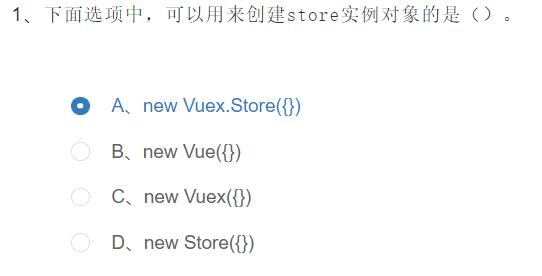 1、下面选项中，可以用来创建store实例对象的是（）。
A、new Vuex.Store({})
B、new Vue({})
C、new Vuex({})
D、new Store({})